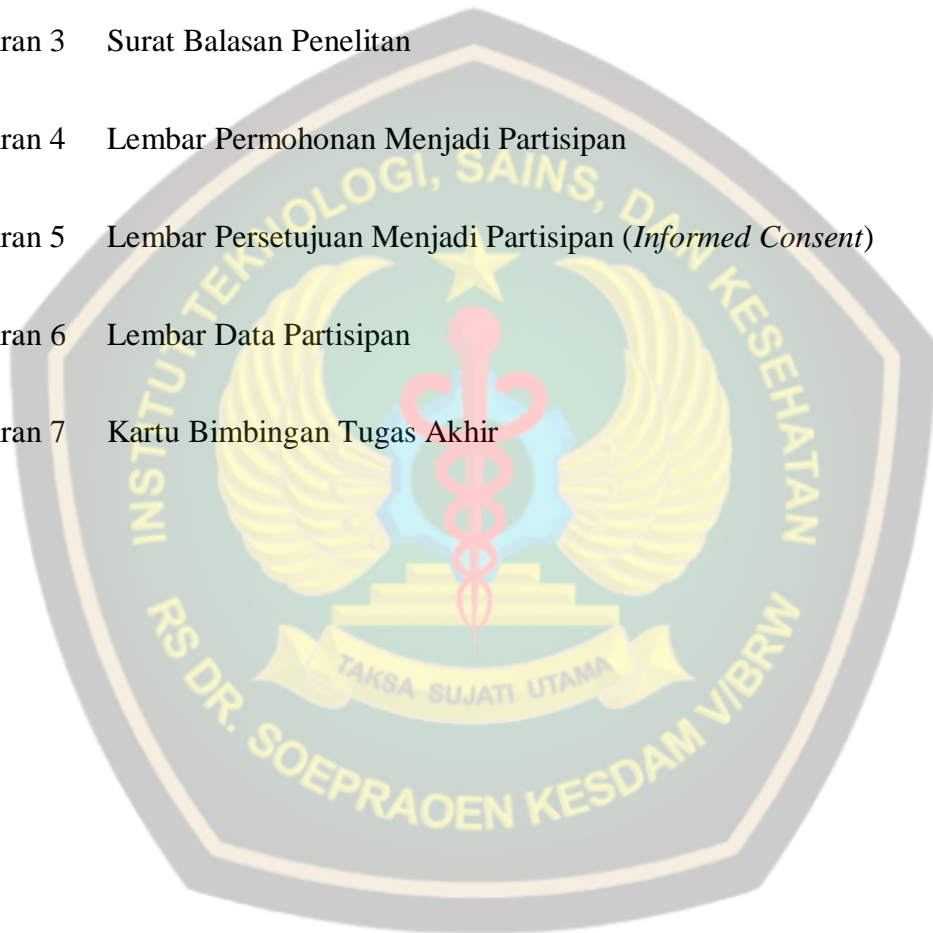 ran 3 Surat Balasan Penelitan
ran 4 Lembar Permohonan Menjadi Partisipan
ran 5 Lembar Persetujuan Menjadi Partisipan (Informed Consent)
ran 6 Lembar Data Partisipan
ran 7 Kartu Bimbingan Tugas Akhir
INSTITUT TEKNOLOGI, SAINS, DAN KESEHATAN
TAKSA SUJATI UTAMA
RS DR. SOEPRAOEN KESDAM V/BRW